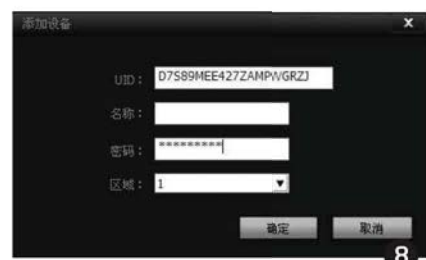 添加设备 X
UID： D7S89MEE427ZAMPWGRZJ
名称：
密码： *********
区域： 1
确定 取消
8